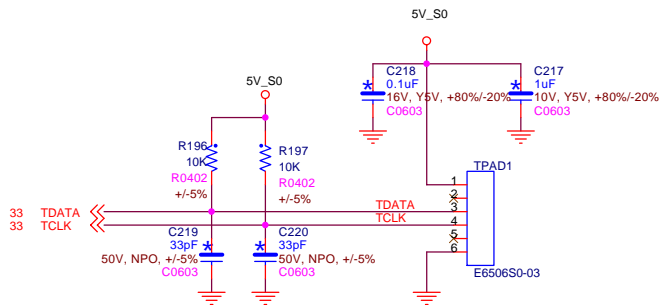 5V_S0
5V_S0
C218
0.1uF
16V, Y5V, +80%/-20%
C0603
C217
1uF
10V, Y5V, +80%/-20%
C0603
R196
10K
R0402
+/-5%
R197
10K
R0402
+/-5%
TPAD1
1
2
3
4
5
6
E6506S0-03
33 TDATA
33 TCLK
TDATA
TCLK
C219
33pF
50V, NPO, +/-5%
C0603
C220
33pF
50V, NPO, +/-5%
C0603